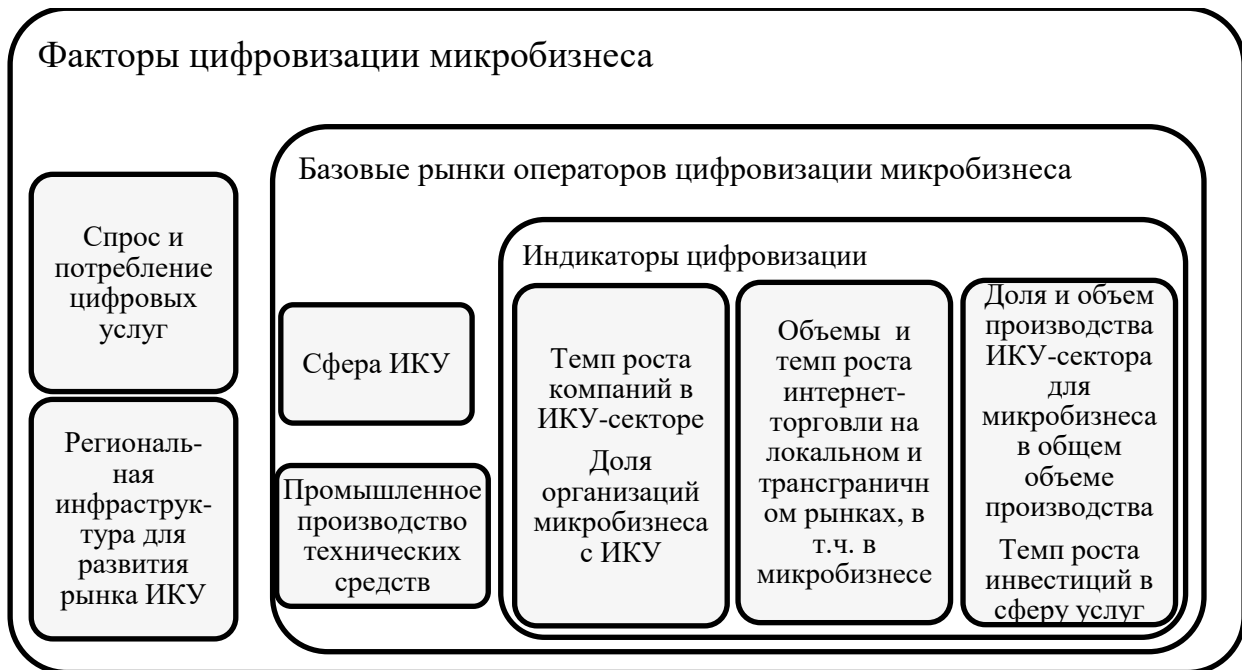 Факторы цифровизации микробизнеса
Базовые рынки операторов цифровизации микробизнеса
Спрос и
потребление
цифровых
услуг
Региональ-
ная
инфраструк-
тура для
развития
рынка ИКУ
Сфера ИКУ
Промышленное
производство
технических
средств
Индикаторы цифровизации
Темп роста
компаний в
ИКУ-секторе
Доля
организаций
микробизнеса
с ИКУ
Объемы и
темп роста
интернет-
торговли на
локальном и
трансграничн
ом рынках, в
т.ч. в
микробизнесе
Доля и объем
производства
ИКУ-сектора
для
микробизнеса
в общем
объеме
производства
Темп роста
инвестиций в
сферу услуг